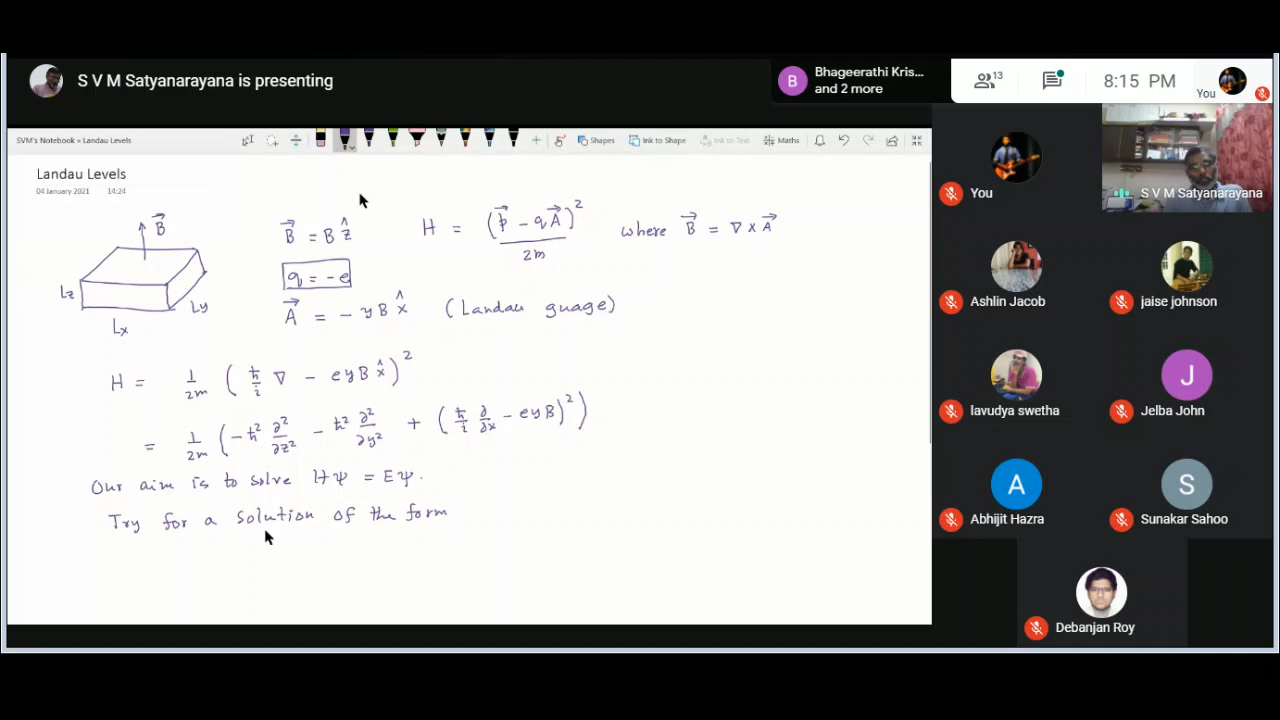 S V M Satyanarayana is presenting
Bhageerathi Kris...
and 2 more
13
8:15 PM
You
SVM's Notebook » Landau Levels
Shapes
Ink to Shape
Ink to Text
Maths
Landau Levels
04 January 2021 14:24
B⃗
Lz
Lx
Ly
B⃗ = B ẑ
q = -e
A⃗ = - y B x̂ (Landau guage)
H = (p⃗ - qA⃗)² / 2m where B⃗ = ∇ x A⃗
H = 1/2m (ħ/i ∇ - eyB x̂)²
= 1/2m (-ħ² ∂²/∂z² - ħ² ∂²/∂y² + (ħ/i ∂/∂x - eyB)²)
Our aim is to solve Hψ = Eψ.
Try for a solution of the form
You
S V M Satyanarayana
Ashlin Jacob
jaise johnson
lavudya swetha
J
Jelba John
A
Abhijit Hazra
S
Sunakar Sahoo
Debanjan Roy
B